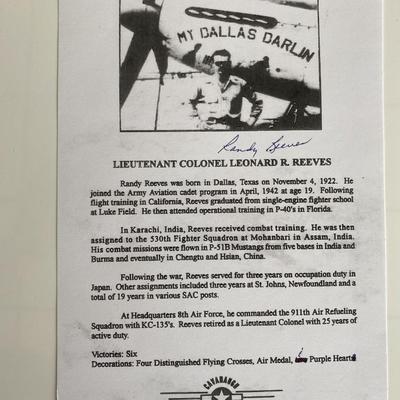 MY DALLAS DARLIN
Randy Reeves
LIEUTENANT COLONEL LEONARD R. REEVES
Randy Reeves was born in Dallas, Texas on November 4, 1922. He
joined the Army Aviation cadet program in April, 1942 at age 19. Following
flight training in California, Reeves graduated from single-engine fighter school
at Luke Field. He then attended operational training in P-40's in Florida.
In Karachi, India, Reeves received combat training. He was then
assigned to the 530th Fighter Squadron at Mohanbari in Assam, India.
His combat missions were flown in P-51B Mustangs from five bases in India and
Burma and eventually in Chengtu and Hsian, China.
Following the war, Reeves served for three years on occupation duty in
Japan. Other assignments included three years at St. Johns, Newfoundland and a
total of 19 years in various SAC posts.
At Headquarters 8th Air Force, he commanded the 911th Air Refueling
Squadron with KC-135's. Reeves retired as a Lieutenant Colonel with 25 years of
active duty.
Victories: Six
Decorations: Four Distinguished Flying Crosses, Air Medal, Purple Heart
CAVANAUGH